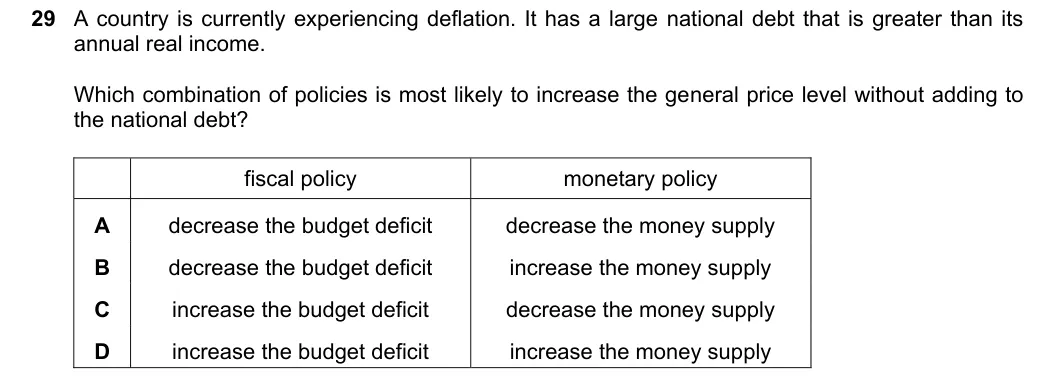 29 A country is currently experiencing deflation. It has a large national debt that is greater than its
annual real income.
Which combination of policies is most likely to increase the general price level without adding to
the national debt?
fiscal policy monetary policy
A decrease the budget deficit decrease the money supply
B decrease the budget deficit increase the money supply
C increase the budget deficit decrease the money supply
D increase the budget deficit increase the money supply